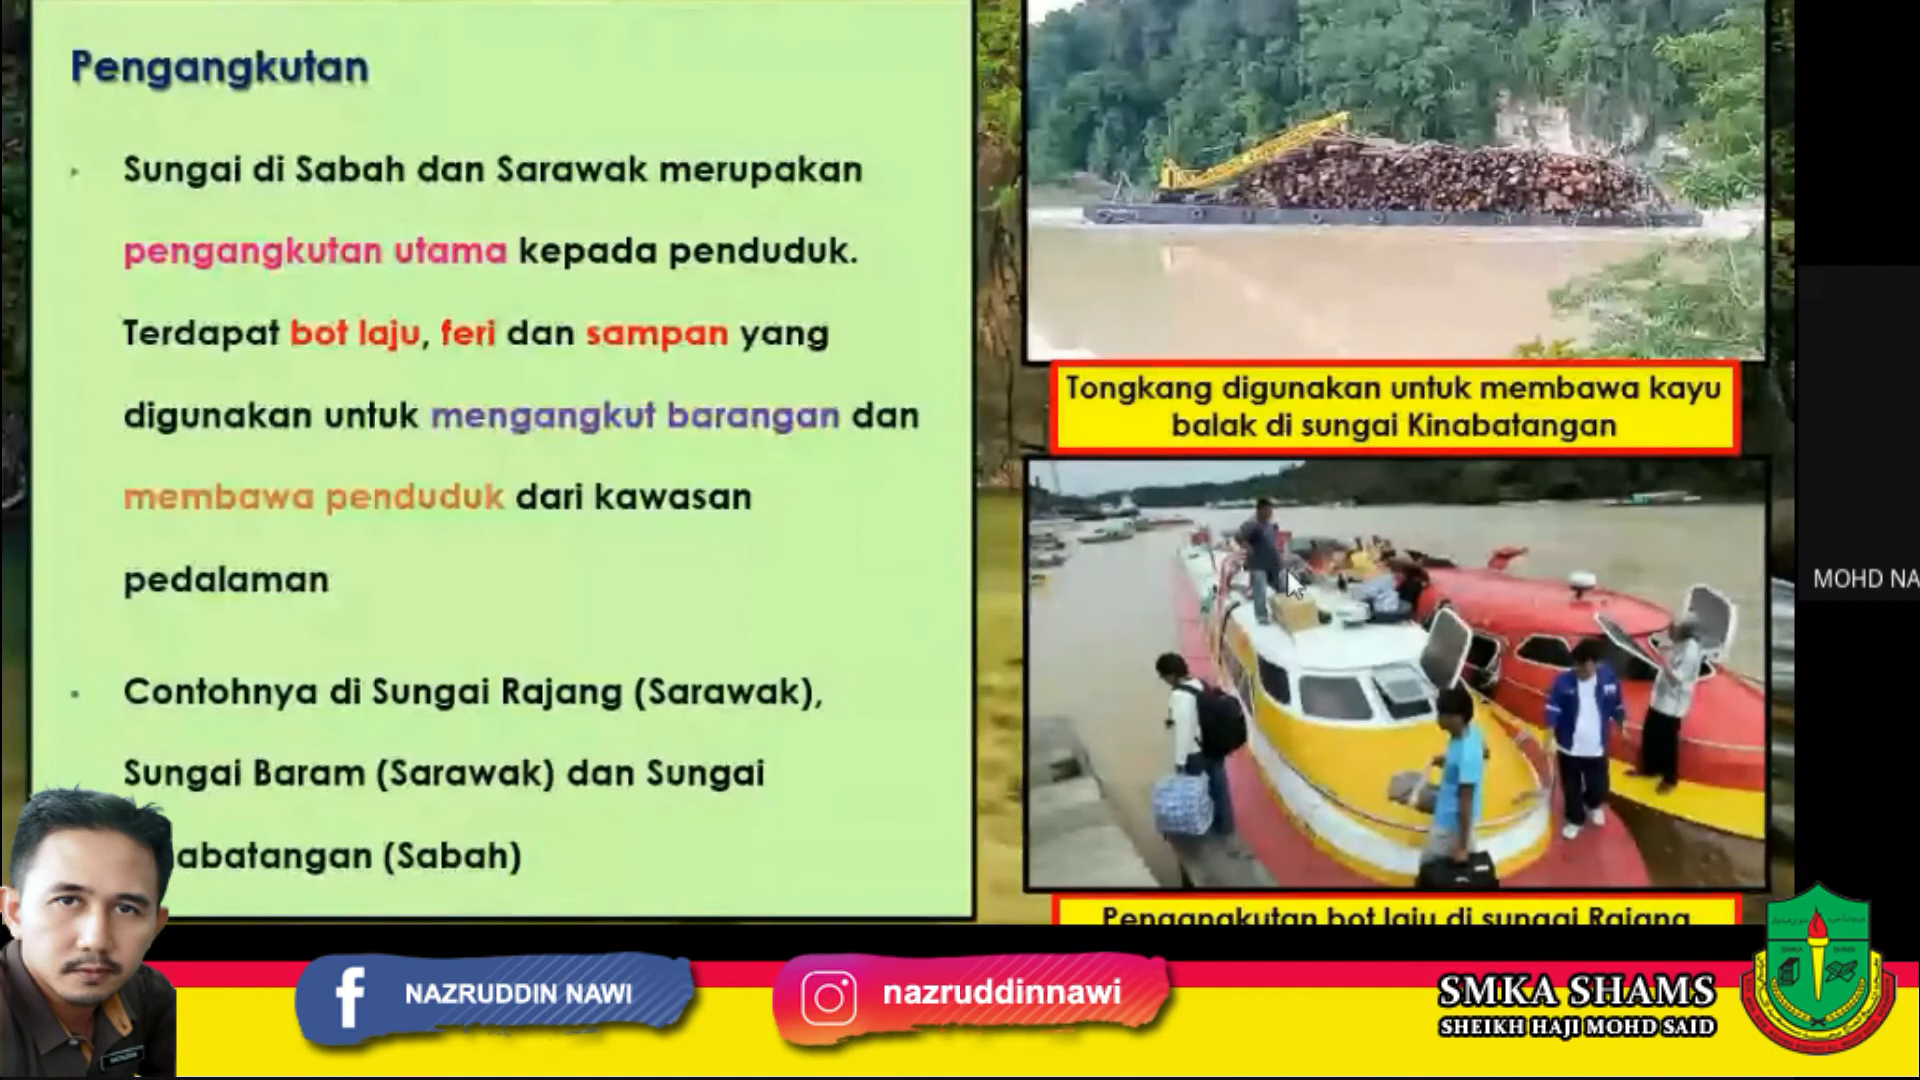 Pengangkutan
Sungai di Sabah dan Sarawak merupakan
pengangkutan utama kepada penduduk.
Terdapat bot laju, feri dan sampan yang
digunakan untuk mengangkut barangan dan
membawa penduduk dari kawasan
pedalaman
Contohnya di Sungai Rajang (Sarawak),
Sungai Baram (Sarawak) dan Sungai
abatangan (Sabah)
Tongkang digunakan untuk membawa kayu
balak di sungai Kinabatangan
Pengangkutan bot laju di sungai Rajang
MOHD NA
NAZRUDDIN NAWI
nazruddinnawi
SMKA SHAMS
SHEIKH HAJI MOHD SAID